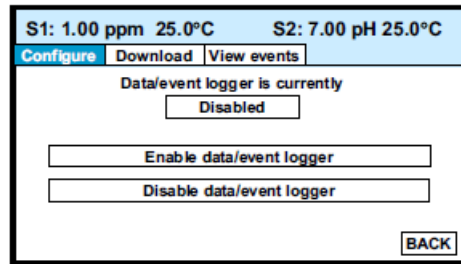 S1: 1.00 ppm 25.0°C S2: 7.00 pH 25.0°C
Configure Download View events
Data/event logger is currently
Disabled
Enable data/event logger
Disable data/event logger
BACK